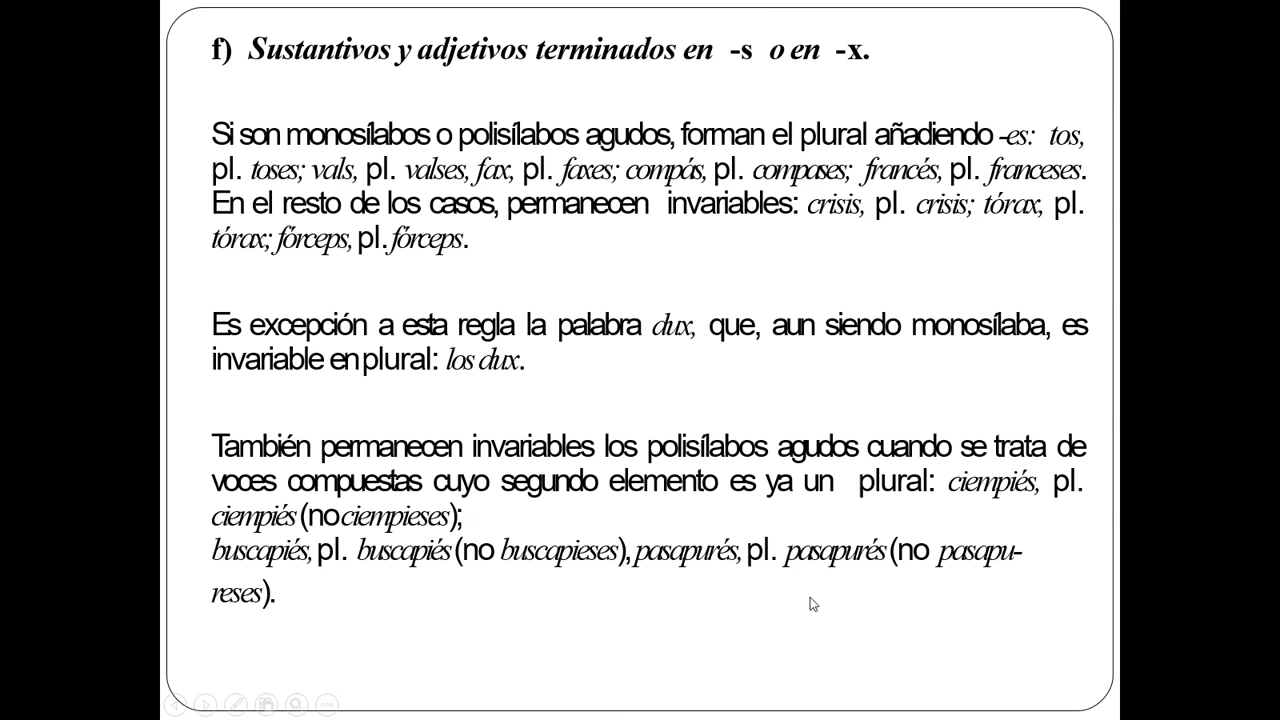 f) Sustantivos y adjetivos terminados en -s o en -x.
Si son monosílabos o polisílabos agudos, forman el plural añadiendo -es: tos,
pl. toses; vals, pl. valses, fax, pl. faxes; compás, pl. compases; francés, pl. franceses.
En el resto de los casos, permanecen invariables: crisis, pl. crisis; tórax, pl.
tórax; fórceps, pl. fórceps.
Es excepción a esta regla la palabra dux, que, aun siendo monosílaba, es
invariable en plural: los dux.
También permanecen invariables los polisílabos agudos cuando se trata de
voces compuestas cuyo segundo elemento es ya un plural: ciempiés, pl.
ciempiés (no ciempieses);
buscapiés, pl. buscapiés (no buscapieses), pasapurés, pl. pasapurés (no pasapu-
reses).